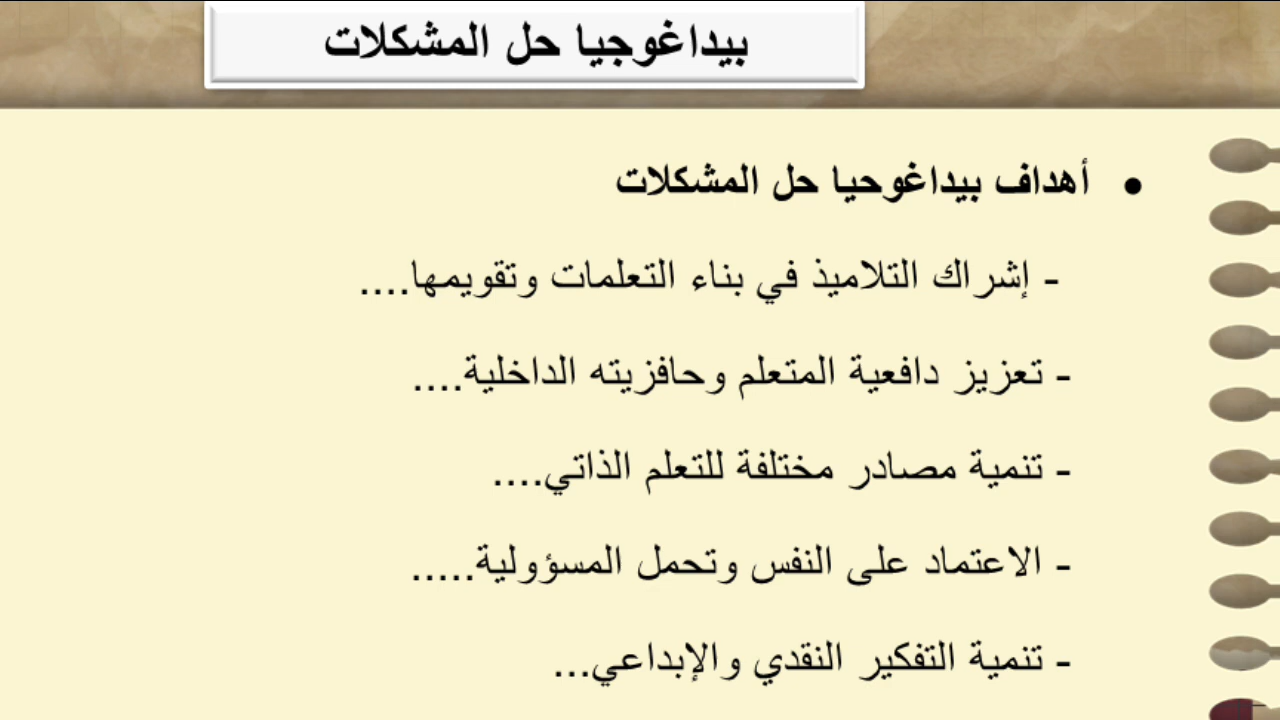 بيداغوجيا حل المشكلات
• أهداف بيداغوحيا حل المشكلات
- إشراك التلاميذ في بناء التعلمات وتقويمها....
- تعزيز دافعية المتعلم وحافزيته الداخلية....
- تنمية مصادر مختلفة للتعلم الذاتي....
- الاعتماد على النفس وتحمل المسؤولية.....
- تنمية التفكير النقدي والإبداعي...